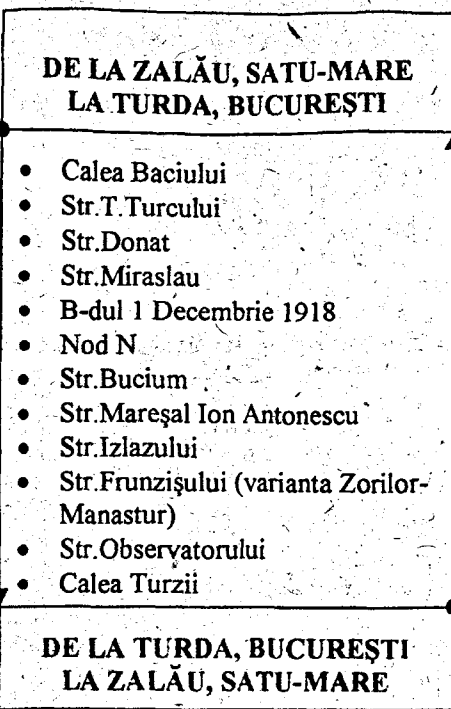 DE LA ZALĂU, SATU-MARE
LA TURDA, BUCUREŞTI
• Calea Baciului
• Str.T.Turcului
• Str.Donat
• Str.Miraslau
• B-dul 1 Decembrie 1918
• Nod N
• Str.Bucium
• Str.Mareşal Ion Antonescu
• Str.Izlazului
• Str.Frunzişului (varianta Zorilor-
Manastur)
• Str.Observatorului
• Calea Turzii
DE LA TURDA, BUCUREŞTI
LA ZALĂU, SATU-MARE